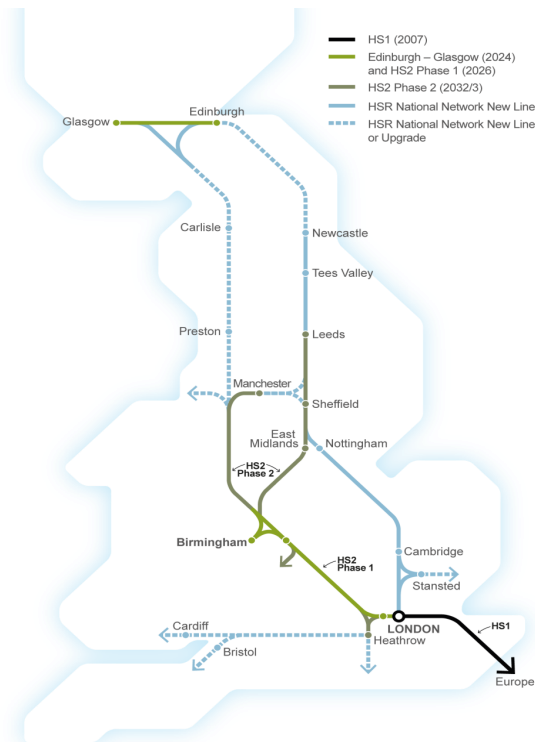 HS1 (2007)
Edinburgh – Glasgow (2024)
and HS2 Phase 1 (2026)
HS2 Phase 2 (2032/3)
HSR National Network New Line
HSR National Network New Line
or Upgrade
Edinburgh
Glasgow
Carlisle
Newcastle
Tees Valley
Preston
Leeds
Manchester
Sheffield
East
Midlands
Nottingham
HS2
Phase 2
Birmingham
HS2
Phase 1
Cambridge
Stansted
Cardiff
Bristol
LONDON
Heathrow
HS1
Europe